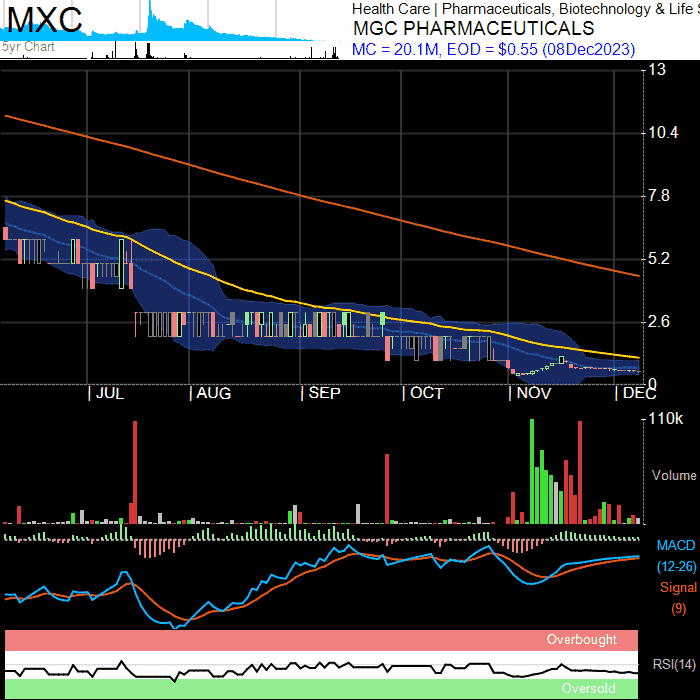 MXC
5yr Chart
Health Care | Pharmaceuticals, Biotechnology & Life S
MGC PHARMACEUTICALS
MC = 20.1M, EOD = $0.55 (08Dec2023)
13
10.4
7.8
5.2
2.6
0
| JUL | AUG | SEP | OCT | NOV | DEC
110k
Volume
MACD
(12-26)
Signal
(9)
Overbought
RSI(14)
Oversold